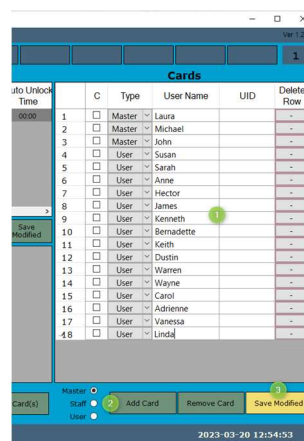 Ver 1.2
1
Cards
uto Unlock Time
C Type User Name UID Delete Row
00:00
1 Master Laura -
2 Master Michael -
3 Master John -
4 User Susan -
5 User Sarah -
6 User Anne -
7 User Hector -
8 User James -
9 User Kenneth 1 -
10 User Bernadette -
11 User Keith -
12 User Dustin -
13 User Warren -
14 User Wayne -
15 User Carol -
16 User Adrienne -
17 User Vanessa -
18 User Linda -
Save Modified
Master
Staff
User
Card(s)
2
Add Card
Remove Card
3
Save Modified
2023-03-20 12:54:53